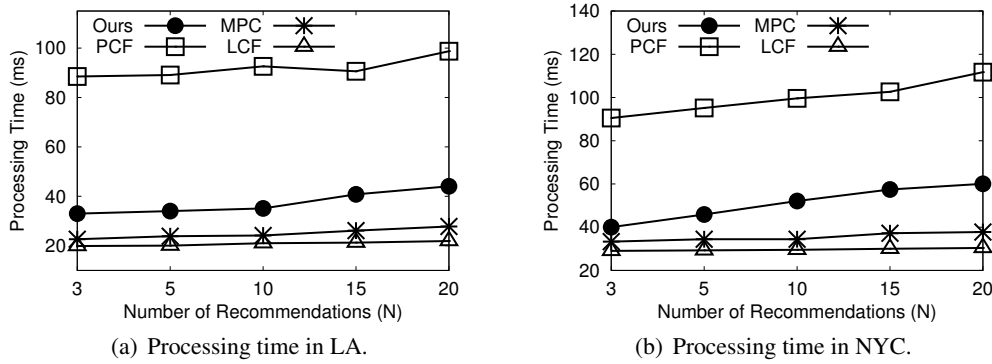 Ours MPC
PCF LCF
Processing Time (ms)
100
80
60
40
20
3 5 10 15 20
Number of Recommendations (N)
(a) Processing time in LA.
Ours MPC
PCF LCF
Processing Time (ms)
140
120
100
80
60
40
20
3 5 10 15 20
Number of Recommendations (N)
(b) Processing time in NYC.